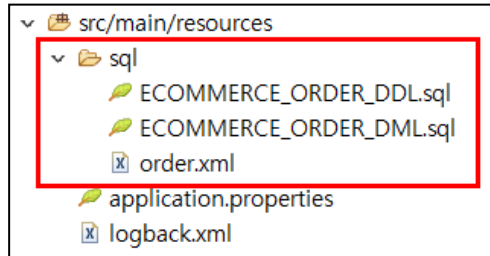 src/main/resources
sql
ECOMMERCE_ORDER_DDL.sql
ECOMMERCE_ORDER_DML.sql
order.xml
application.properties
logback.xml